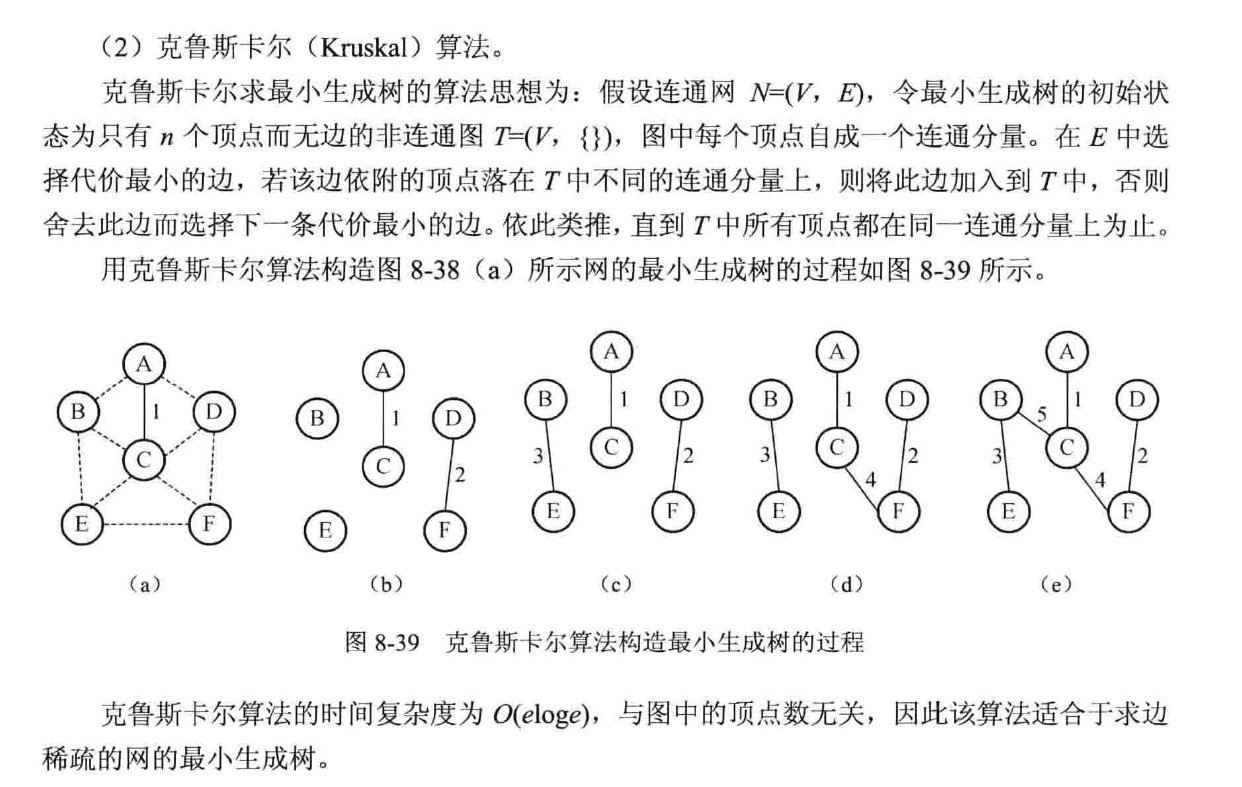 （2）克鲁斯卡尔（Kruskal）算法。
克鲁斯卡尔求最小生成树的算法思想为：假设连通网 N=(V，E)，令最小生成树的初始状
态为只有 n 个顶点而无边的非连通图 T=(V，{})，图中每个顶点自成一个连通分量。在 E 中选
择代价最小的边，若该边依附的顶点落在 T 中不同的连通分量上，则将此边加入到 T 中，否则
舍去此边而选择下一条代价最小的边。依此类推，直到 T 中所有顶点都在同一连通分量上为止。
用克鲁斯卡尔算法构造图 8-38（a）所示网的最小生成树的过程如图 8-39 所示。
A
B 1 D
C
E F
（a）
A
B 1 D
C 2
E F
（b）
A
B 1 D
3 C 2
E F
（c）
A
B 1 D
3 C 2
4
E F
（d）
A
B 5 1 D
3 C 2
4
E F
（e）
图 8-39 克鲁斯卡尔算法构造最小生成树的过程
克鲁斯卡尔算法的时间复杂度为 O(eloge)，与图中的顶点数无关，因此该算法适合于求边
稀疏的网的最小生成树。